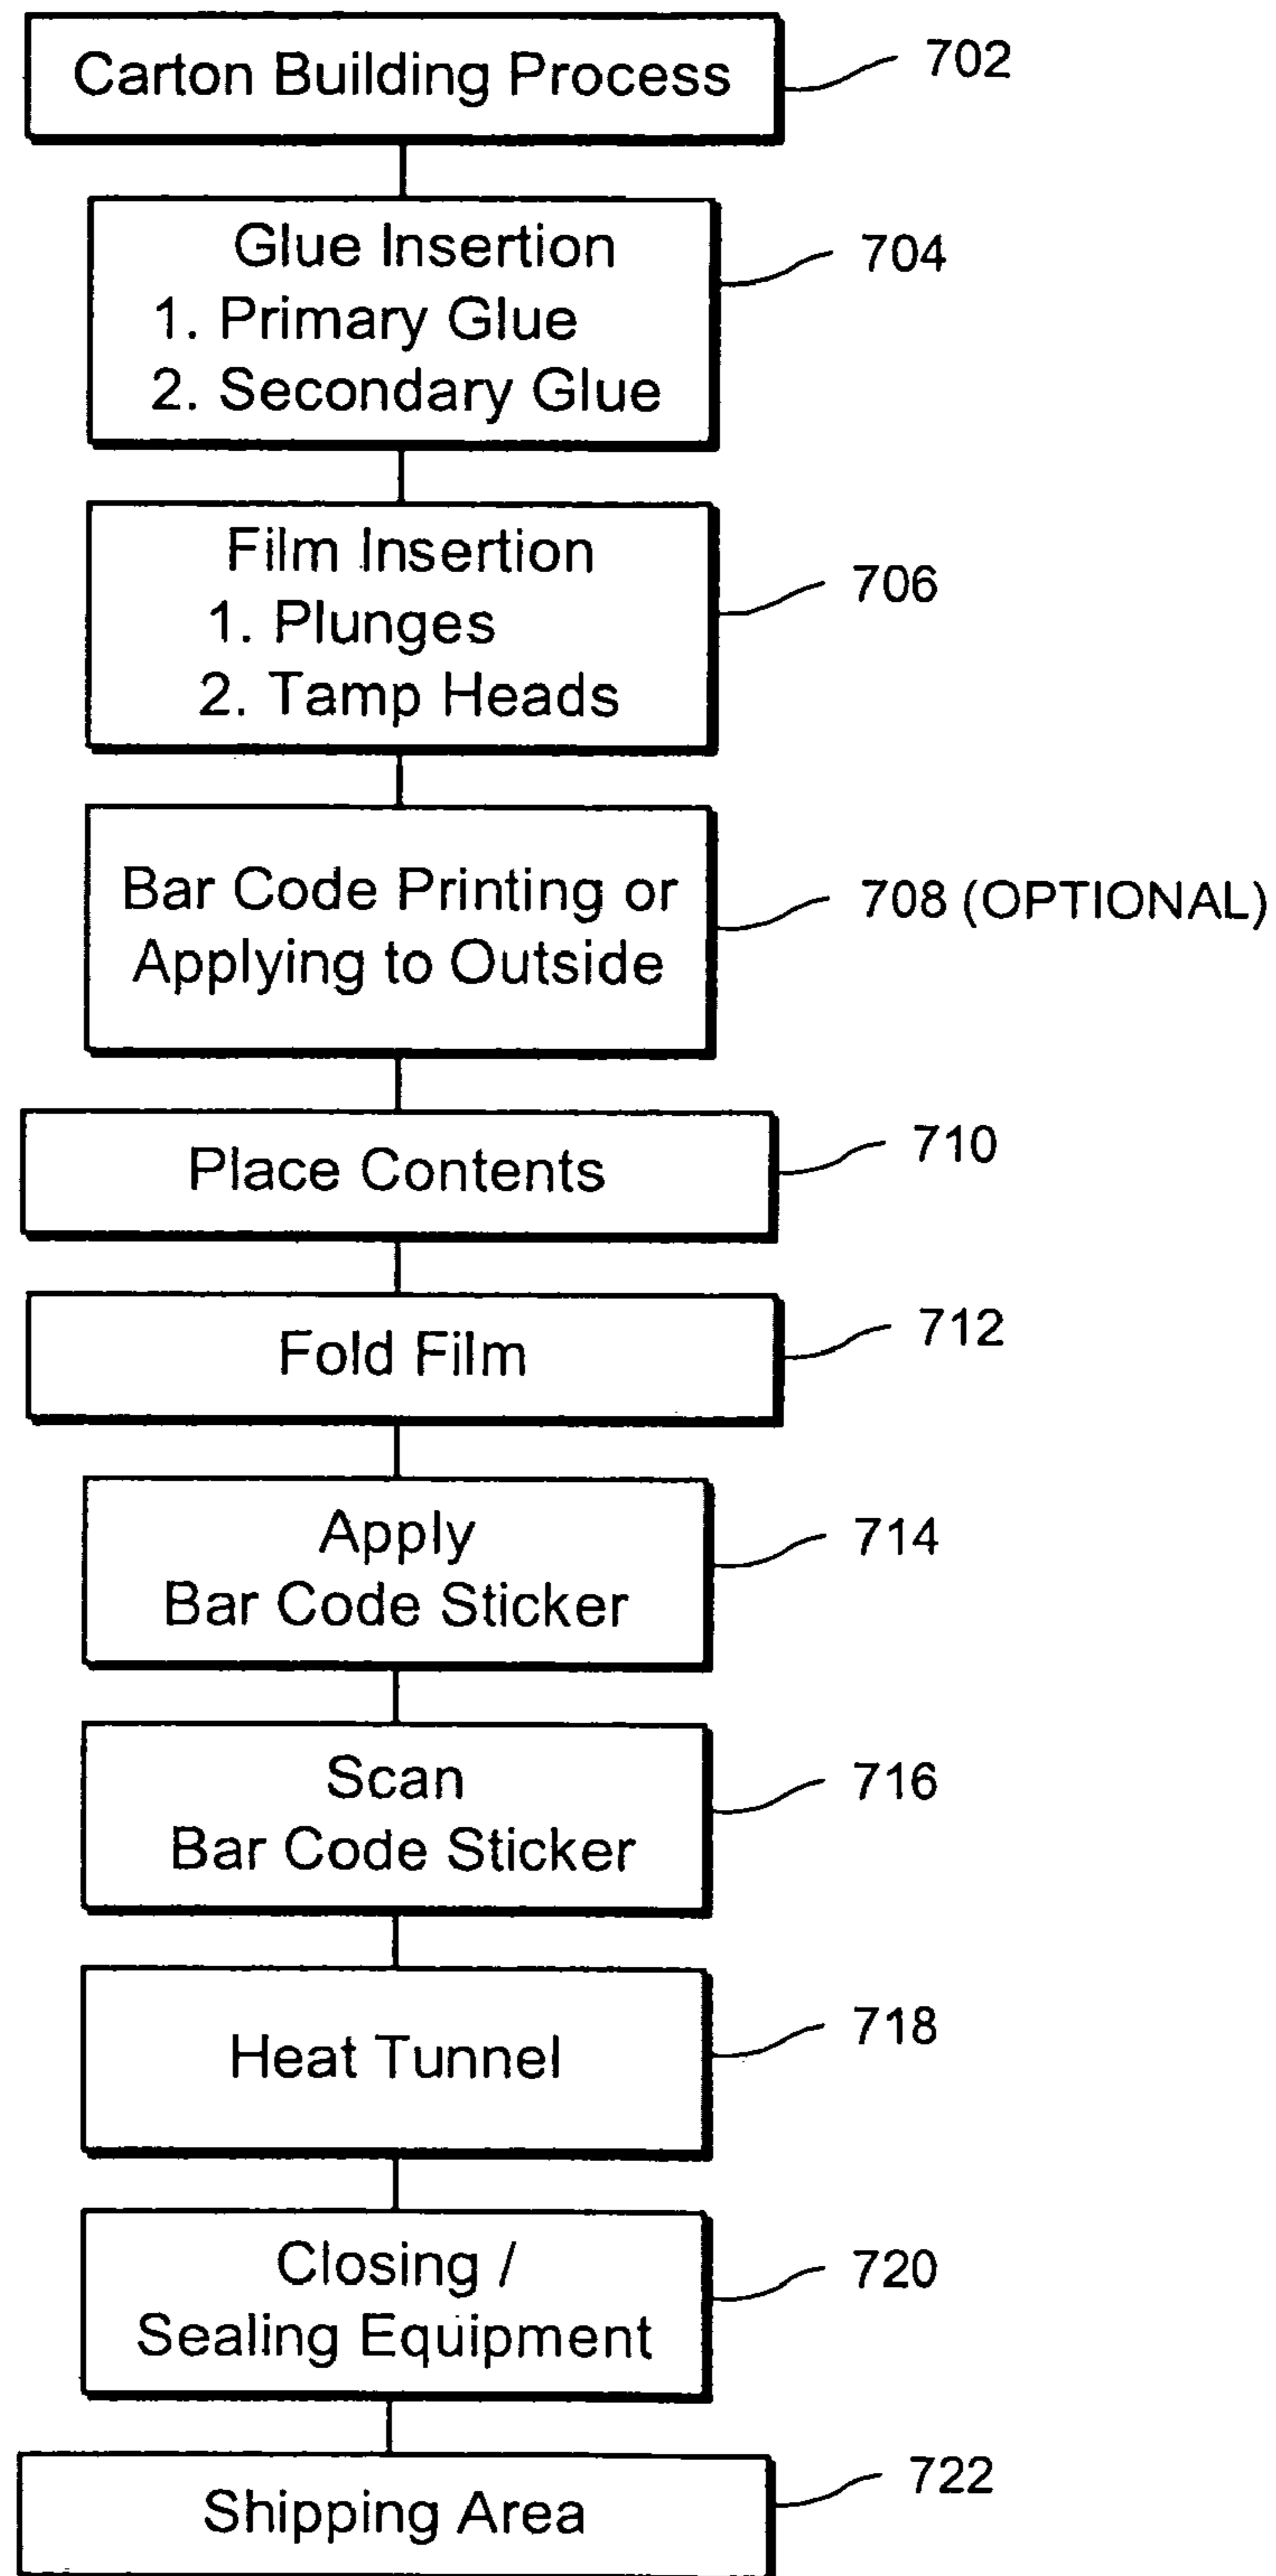 Carton Building Process
702
Glue Insertion
1. Primary Glue
2. Secondary Glue
704
Film Insertion
1. Plunges
2. Tamp Heads
706
Bar Code Printing or
Applying to Outside
708 (OPTIONAL)
Place Contents
710
Fold Film
712
Apply
Bar Code Sticker
714
Scan
Bar Code Sticker
716
Heat Tunnel
718
Closing /
Sealing Equipment
720
Shipping Area
722